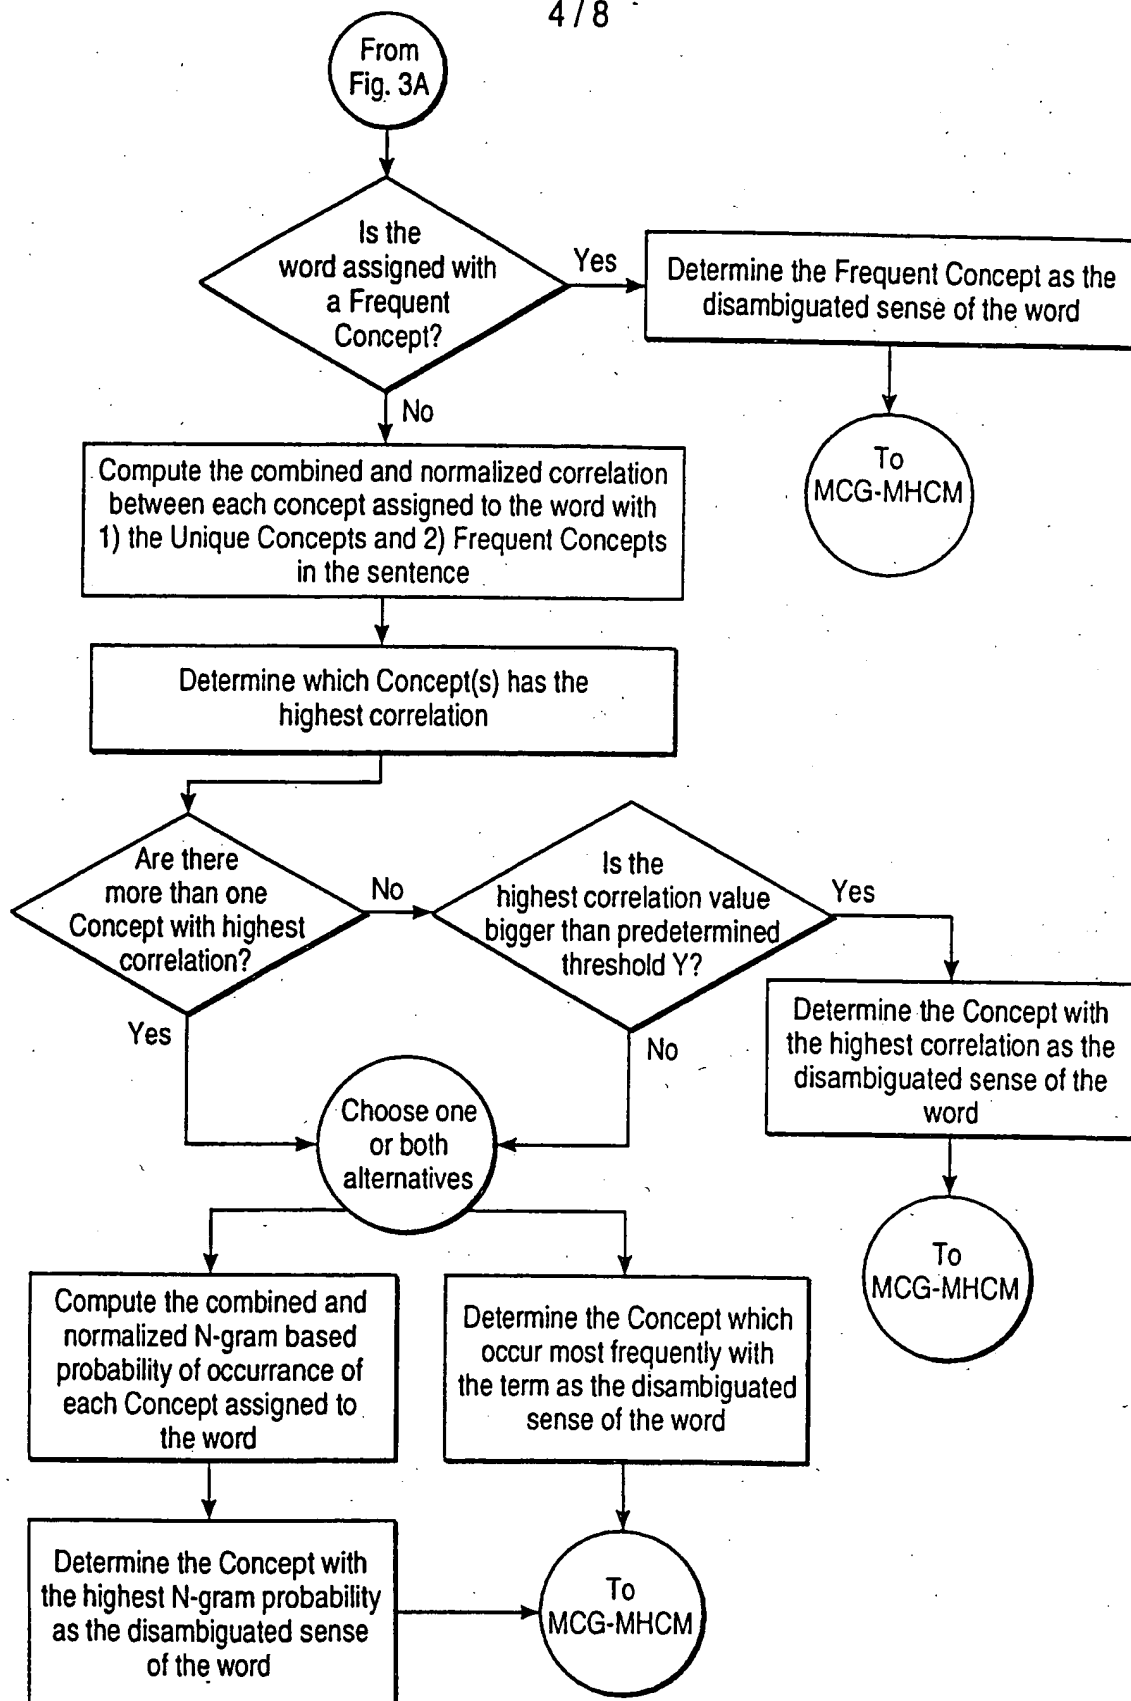 4 / 8
From
Fig. 3A
Is the
word assigned with
a Frequent
Concept?
Yes
Determine the Frequent Concept as the
disambiguated sense of the word
No
To
MCG-MHCM
Compute the combined and normalized correlation
between each concept assigned to the word with
1) the Unique Concepts and 2) Frequent Concepts
in the sentence
Determine which Concept(s) has the
highest correlation
Are there
more than one
Concept with highest
correlation?
No
Is the
highest correlation value
bigger than predetermined
threshold Y?
Yes
Yes
No
Determine the Concept with
the highest correlation as the
disambiguated sense of the
word
Choose one
or both
alternatives
To
MCG-MHCM
Compute the combined and
normalized N-gram based
probability of occurrance of
each Concept assigned to
the word
Determine the Concept which
occur most frequently with
the term as the disambiguated
sense of the word
Determine the Concept with
the highest N-gram probability
as the disambiguated sense
of the word
To
MCG-MHCM